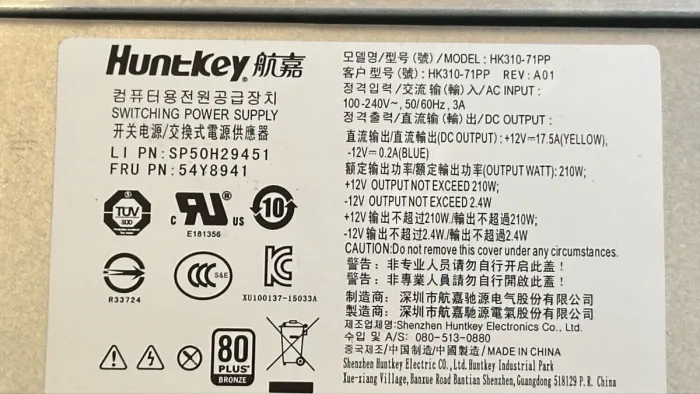 HuntKey® 航嘉
컴퓨터용전원공급장치
SWITCHING POWER SUPPLY
开关电源/交換式電源供應器
LI PN: SP50H29451
FRU PN: 54Y8941
TUV
SUD
C RU US
E181356
10
R33724
CCC S&E
XU100137-15033A
80
PLUS®
BRONZE
모델명/型号(號)/MODEL: HK310-71PP
客户型号(號):HK310-71PP REV: A01
정격입력/交流输(輸)入/AC INPUT:
100-240V~, 50/60Hz, 3A
정격출력/直流输(輸)出/DC OUTPUT:
直流输出/直流輸出(DC OUTPUT): +12V⎓17.5A(YELLOW),
-12V⎓0.2A(BLUE)
额定输出功率/額定輸出功率(OUTPUT WATT): 210W;
+12V OUTPUT NOT EXCEED 210W;
-12V OUTPUT NOT EXCEED 2.4W
+12V 输出不超过210W/輸出不超過210W;
-12V 输出不超过2.4W/輸出不超過2.4W
CAUTION:Do not remove this cover under any circumstances.
警告: 非专业人员请勿自行开启此盖!
警告: 非專業人員請勿自行開啟此蓋!
制造商: 深圳市航嘉驰源电气股份有限公司
製造商: 深圳市航嘉馳源電氣股份有限公司
제조업체명:Shenzhen Huntkey Electronics Co., Ltd.
수입 및 A/S: 080-513-0880
중국제조/中国制造/中國製造/MADE IN CHINA
Shenzhen Huntkey Electric CO., Ltd. Huntkey Industrial Park
Xue-xiang Village, Banxue Road Bantian Shenzhen, Guangdong 518129 P. R. China